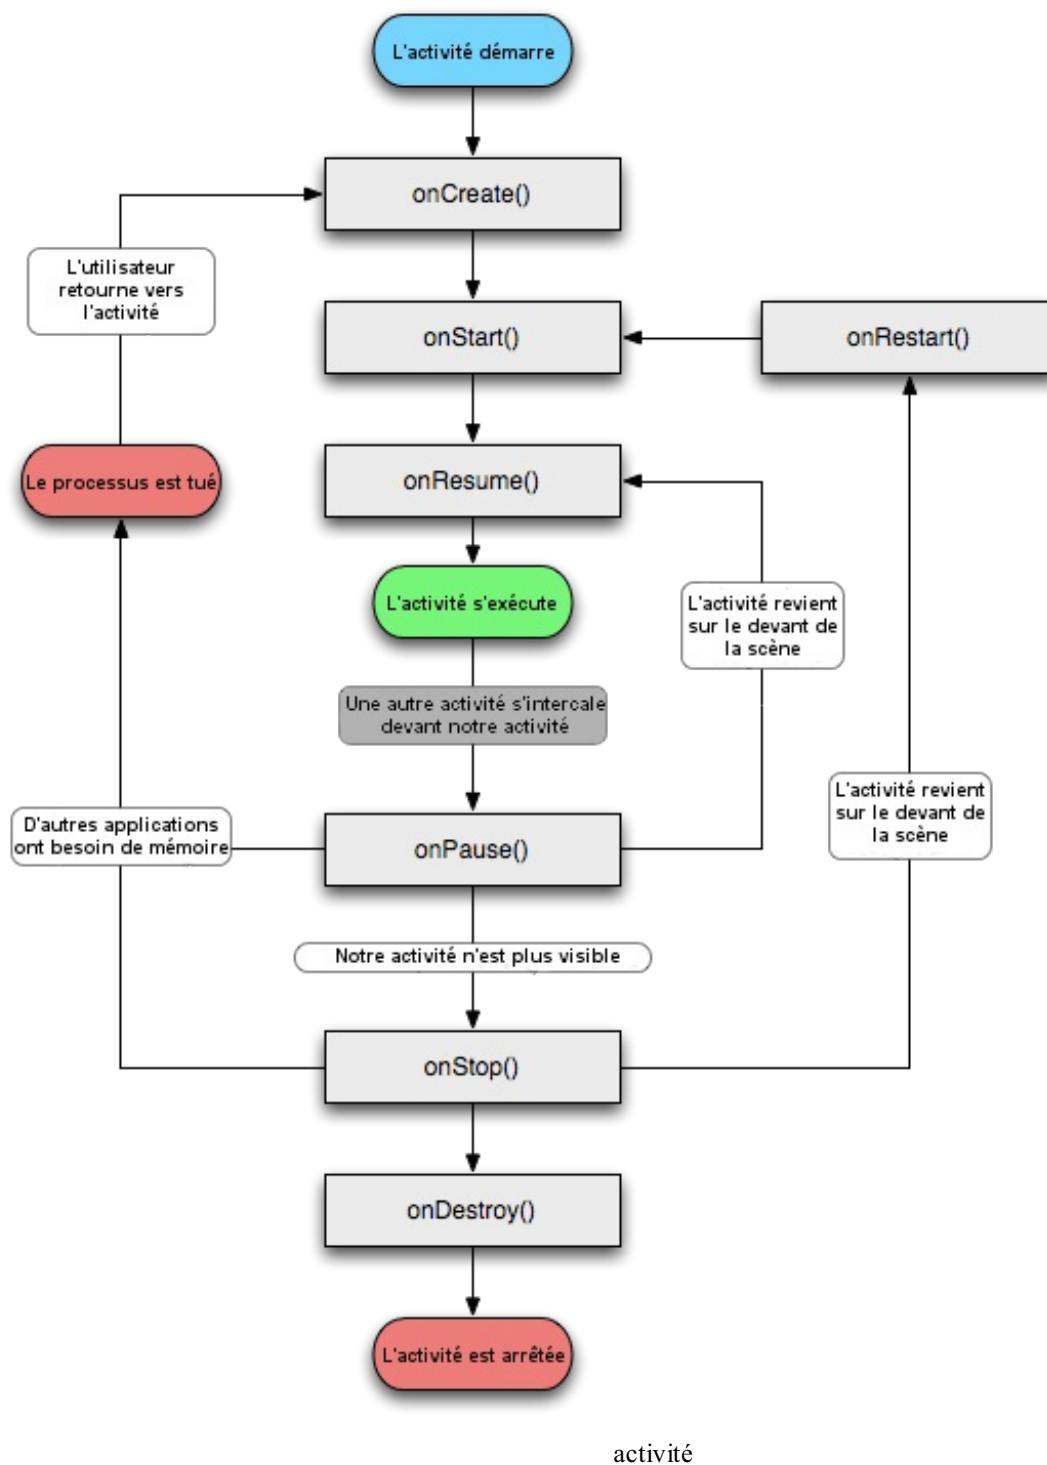 L'activité démarre
onCreate()
L'utilisateur
retourne vers
l'activité
onStart()
onRestart()
Le processus est tué
onResume()
L'activité s'exécute
L'activité revient
sur le devant de
la scène
Une autre activité s'intercale
devant notre activité
L'activité revient
sur le devant de
la scène
D'autres applications
ont besoin de mémoire
onPause()
Notre activité n'est plus visible
onStop()
onDestroy()
L'activité est arrêtée
activité